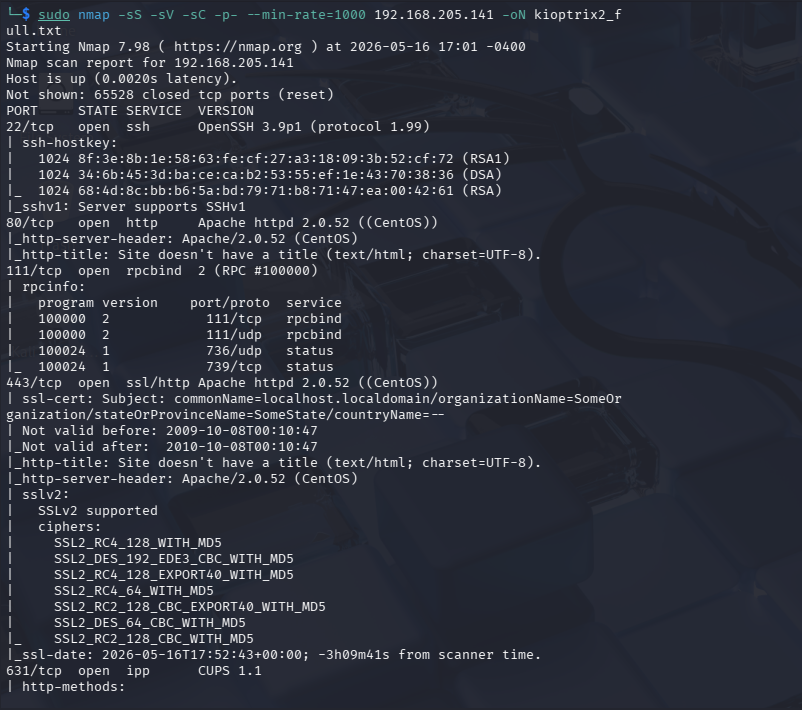 └─$ sudo nmap -sS -sV -sC -p- --min-rate=1000 192.168.205.141 -oN kioptrix2_f
ull.txt
Starting Nmap 7.98 ( https://nmap.org ) at 2026-05-16 17:01 -0400
Nmap scan report for 192.168.205.141
Host is up (0.0020s latency).
Not shown: 65528 closed tcp ports (reset)
PORT     STATE SERVICE  VERSION
22/tcp   open  ssh      OpenSSH 3.9p1 (protocol 1.99)
| ssh-hostkey:
|   1024 8f:3e:8b:1e:58:63:fe:cf:27:a3:18:09:3b:52:cf:72 (RSA1)
|   1024 34:6b:45:3d:ba:ce:ca:b2:53:55:ef:1e:43:70:38:36 (DSA)
|_  1024 68:4d:8c:bb:b6:5a:bd:79:71:b8:71:47:ea:00:42:61 (RSA)
|_sshv1: Server supports SSHv1
80/tcp   open  http     Apache httpd 2.0.52 ((CentOS))
|_http-server-header: Apache/2.0.52 (CentOS)
|_http-title: Site doesn't have a title (text/html; charset=UTF-8).
111/tcp  open  rpcbind  2 (RPC #100000)
| rpcinfo:
|   program version    port/proto  service
|   100000  2            111/tcp   rpcbind
|   100000  2            111/udp   rpcbind
|   100024  1            736/udp   status
|_  100024  1            739/tcp   status
443/tcp  open  ssl/http Apache httpd 2.0.52 ((CentOS))
| ssl-cert: Subject: commonName=localhost.localdomain/organizationName=SomeOr
ganization/stateOrProvinceName=SomeState/countryName=--
| Not valid before: 2009-10-08T00:10:47
|_Not valid after:  2010-10-08T00:10:47
|_http-title: Site doesn't have a title (text/html; charset=UTF-8).
|_http-server-header: Apache/2.0.52 (CentOS)
| sslv2:
|   SSLv2 supported
|   ciphers:
|     SSL2_RC4_128_WITH_MD5
|     SSL2_DES_192_EDE3_CBC_WITH_MD5
|     SSL2_RC4_128_EXPORT40_WITH_MD5
|     SSL2_RC4_64_WITH_MD5
|     SSL2_RC2_128_CBC_EXPORT40_WITH_MD5
|     SSL2_DES_64_CBC_WITH_MD5
|_    SSL2_RC2_128_CBC_WITH_MD5
|_ssl-date: 2026-05-16T17:52:43+00:00; -3h09m41s from scanner time.
631/tcp  open  ipp      CUPS 1.1
| http-methods: